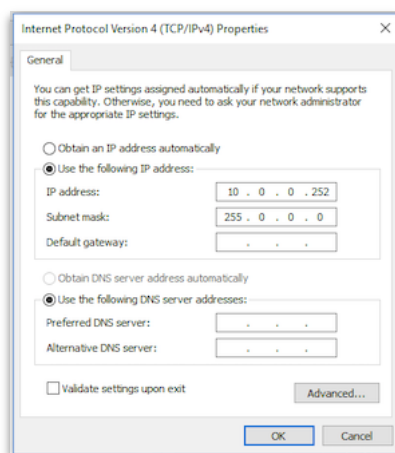 Internet Protocol Version 4 (TCP/IPv4) Properties
General
You can get IP settings assigned automatically if your network supports
this capability. Otherwise, you need to ask your network administrator
for the appropriate IP settings.
Obtain an IP address automatically
Use the following IP address:
IP address: 10 . 0 . 0 . 252
Subnet mask: 255 . 0 . 0 . 0
Default gateway: . . .
Obtain DNS server address automatically
Use the following DNS server addresses:
Preferred DNS server: . . .
Alternative DNS server: . . .
Validate settings upon exit
Advanced...
OK Cancel